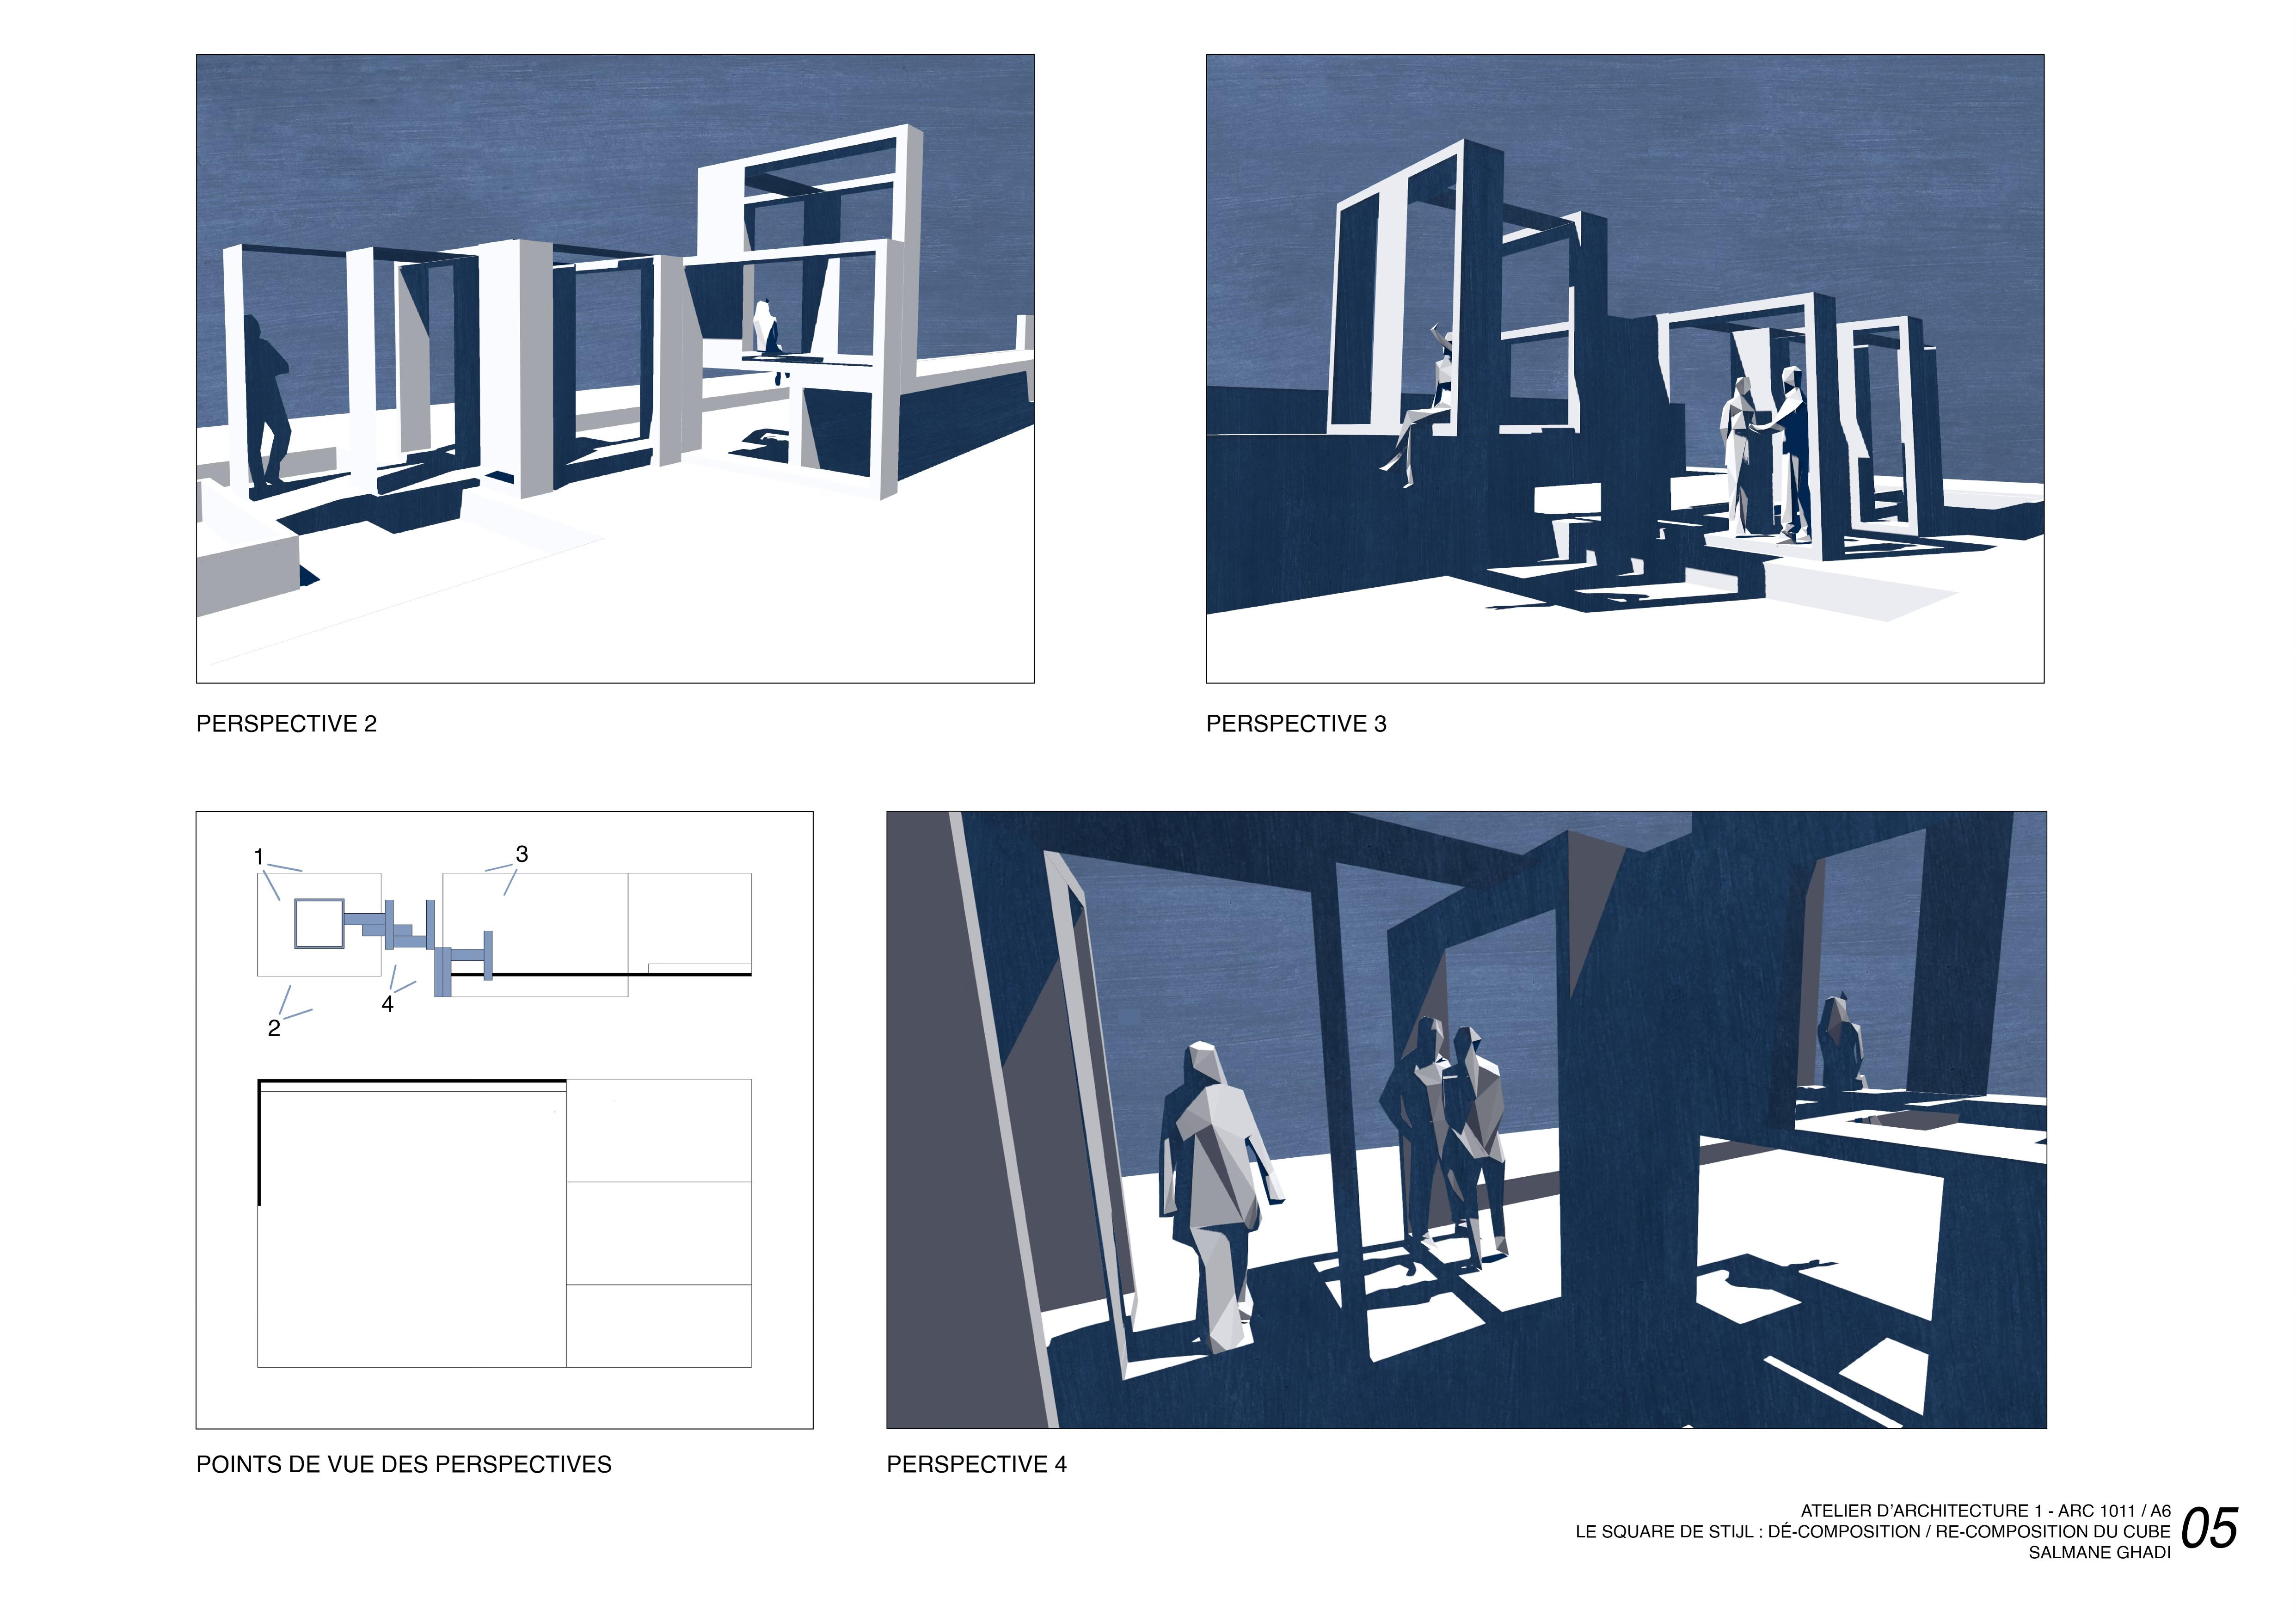 PERSPECTIVE 2
PERSPECTIVE 3
1
3
4
2
POINTS DE VUE DES PERSPECTIVES
PERSPECTIVE 4
ATELIER D'ARCHITECTURE 1 - ARC 1011 / A6
LE SQUARE DE STIJL : DÉ-COMPOSITION / RE-COMPOSITION DU CUBE
SALMANE GHADI
05